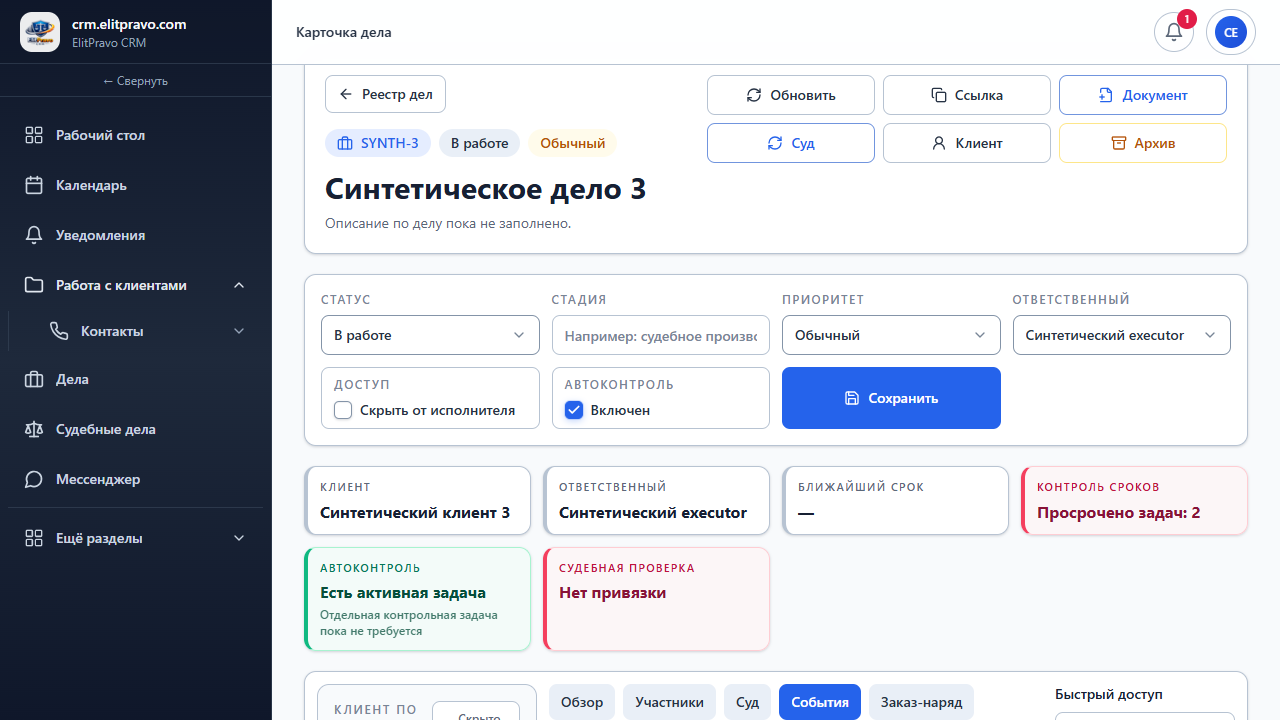 crm.elitpravo.com
ElitPravo CRM
← Свернуть
Рабочий стол
Календарь
Уведомления
Работа с клиентами
Контакты
Дела
Судебные дела
Мессенджер
Ещё разделы
Карточка дела
1
CE
Реестр дел
Обновить
Ссылка
Документ
SYNTH-3
В работе
Обычный
Суд
Клиент
Архив
Синтетическое дело 3
Описание по делу пока не заполнено.
СТАТУС
СТАДИЯ
ПРИОРИТЕТ
ОТВЕТСТВЕННЫЙ
В работе
Например: судебное произво
Обычный
Синтетический executor
ДОСТУП
Скрыть от исполнителя
АВТОКОНТРОЛЬ
Включен
Сохранить
КЛИЕНТ
Синтетический клиент 3
ОТВЕТСТВЕННЫЙ
Синтетический executor
БЛИЖАЙШИЙ СРОК
—
КОНТРОЛЬ СРОКОВ
Просрочено задач: 2
АВТОКОНТРОЛЬ
Есть активная задача
Отдельная контрольная задача
пока не требуется
СУДЕБНАЯ ПРОВЕРКА
Нет привязки
КЛИЕНТ ПО
Скрыто
Обзор
Участники
Суд
События
Заказ-наряд
Быстрый доступ